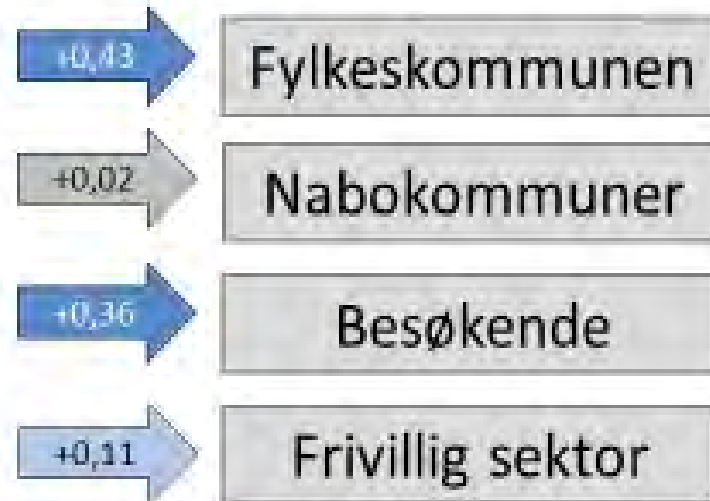 +0,43 Fylkeskommunen
+0,02 Nabokommuner
+0,36 Besøkende
+0,11 Frivillig sektor